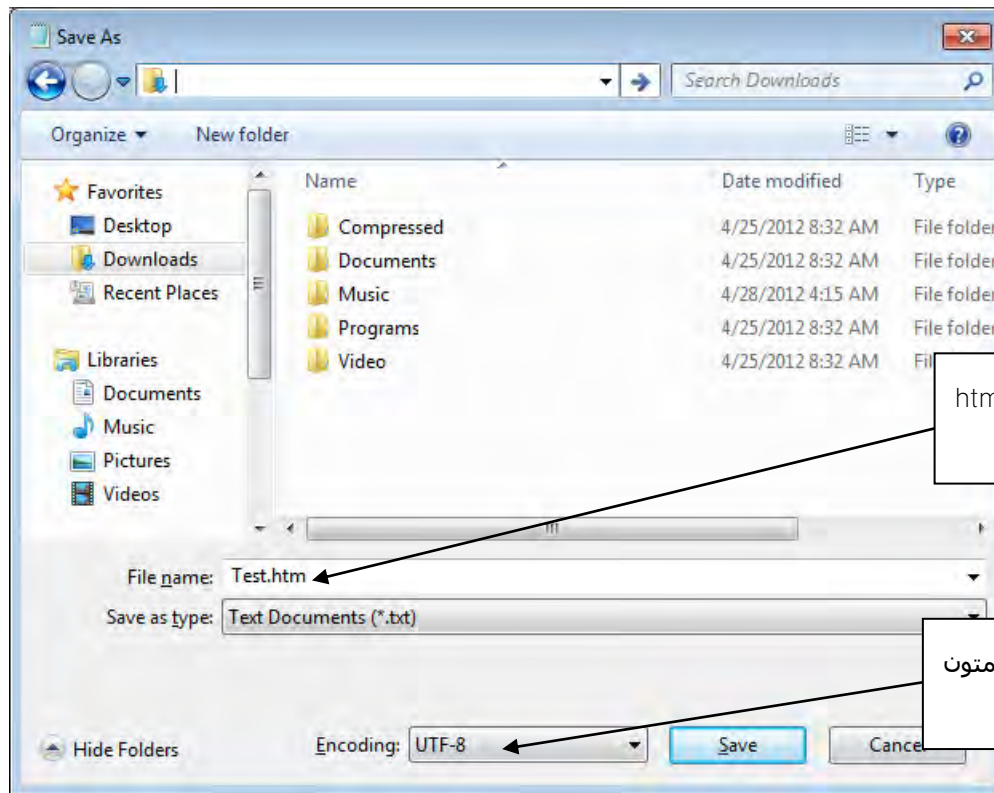 Save As
Search Downloads
Organize New folder
Name Date modified Type
Favorites
Desktop
Downloads
Recent Places
Libraries
Documents
Music
Pictures
Videos
Compressed 4/25/2012 8:32 AM File folder
Documents 4/25/2012 8:32 AM File folder
Music 4/28/2012 4:15 AM File folder
Programs 4/25/2012 8:32 AM File folder
Video 4/25/2012 8:32 AM
File name: Test.htm
Save as type: Text Documents (*.txt)
متون
Hide Folders
Encoding: UTF-8
Save
Cancel